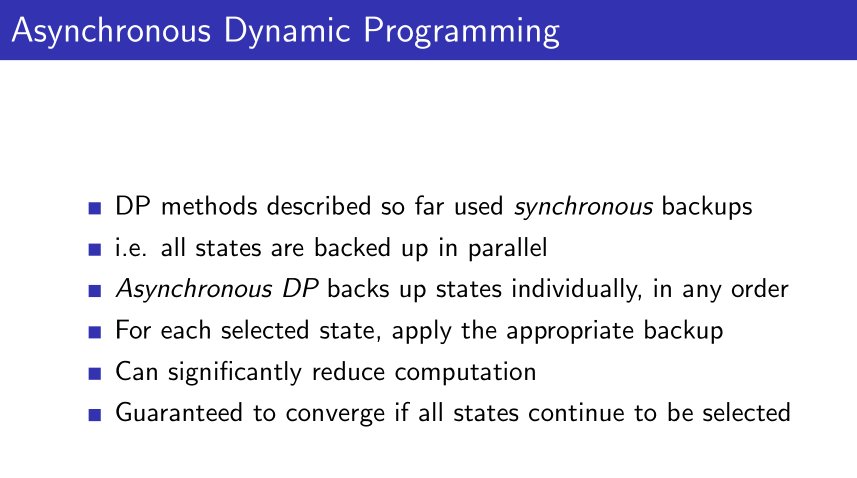 Asynchronous Dynamic Programming
DP methods described so far used synchronous backups
i.e. all states are backed up in parallel
Asynchronous DP backs up states individually, in any order
For each selected state, apply the appropriate backup
Can significantly reduce computation
Guaranteed to converge if all states continue to be selected